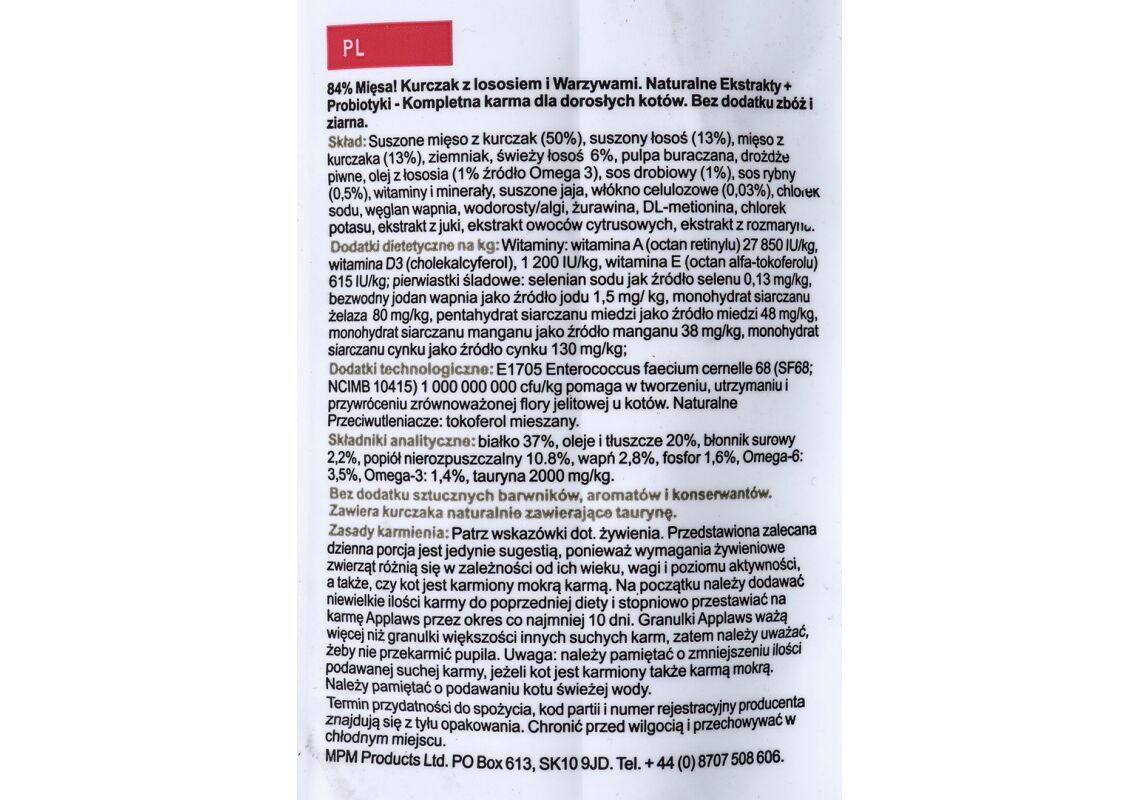 PL
84% Mięsa! Kurczak z lososiem i Warzywami. Naturalne Ekstrakty +
Probiotyki - Kompletna karma dla dorosłych kotów. Bez dodatku zbóż i
ziarna.
Skład: Suszone mięso z kurczak (50%), suszony łosoś (13%), mięso z
kurczaka (13%), ziemniak, świeży łosoś 6%, pulpa buraczana, drożdże
piwne, olej z łososia (1% źródło Omega 3), sos drobiowy (1%), sos rybny
(0,5%), witaminy i minerały, suszone jaja, włókno celulozowe (0,03%), chlorek
sodu, węglan wapnia, wodorosty/algi, żurawina, DL-metionina, chlorek
potasu, ekstrakt z juki, ekstrakt owoców cytrusowych, ekstrakt z rozmarynu.
Dodatki dietetyczne na kg: Witaminy: witamina A (octan retinylu) 27 850 IU/kg,
witamina D3 (cholekalcyferol), 1 200 IU/kg, witamina E (octan alfa-tokoferolu)
615 IU/kg; pierwiastki śladowe: selenian sodu jak źródło selenu 0,13 mg/kg,
bezwodny jodan wapnia jako źródło jodu 1,5 mg/ kg, monohydrat siarczanu
żelaza 80 mg/kg, pentahydrat siarczanu miedzi jako źródło miedzi 48 mg/kg,
monohydrat siarczanu manganu jako źródło manganu 38 mg/kg, monohydrat
siarczanu cynku jako źródło cynku 130 mg/kg;
Dodatki technologiczne: E1705 Enterococcus faecium cernelle 68 (SF68;
NCIMB 10415) 1 000 000 000 cfu/kg pomaga w tworzeniu, utrzymaniu i
przywróceniu zrównoważonej flory jelitowej u kotów. Naturalne
Przeciwutleniacze: tokoferol mieszany.
Składniki analityczne: białko 37%, oleje i tłuszcze 20%, błonnik surowy
2,2%, popiół nierozpuszczalny 10.8%, wapń 2,8%, fosfor 1,6%, Omega-6:
3,5%, Omega-3: 1,4%, tauryna 2000 mg/kg.
Bez dodatku sztucznych barwników, aromatów i konserwantów.
Zawiera kurczaka naturalnie zawierające taurynę.
Zasady karmienia: Patrz wskazówki dot. żywienia. Przedstawiona zalecana
dzienna porcja jest jedynie sugestią, ponieważ wymagania żywieniowe
zwierząt różnią się w zależności od ich wieku, wagi i poziomu aktywności,
a także, czy kot jest karmiony mokrą karmą. Na początku należy dodawać
niewielkie ilości karmy do poprzedniej diety i stopniowo przestawiać na
karmę Applaws przez okres co najmniej 10 dni. Granulki Applaws ważą
więcej niż granulki większości innych suchych karm, zatem należy uważać,
żeby nie przekarmić pupila. Uwaga: należy pamiętać o zmniejszeniu ilości
podawanej suchej karmy, jeżeli kot jest karmiony także karmą mokrą.
Należy pamiętać o podawaniu kotu świeżej wody.
Termin przydatności do spożycia, kod partii i numer rejestracyjny producenta
znajdują się z tyłu opakowania. Chronić przed wilgocią i przechowywać w
chłodnym miejscu.
MPM Products Ltd. PO Box 613, SK10 9JD. Tel. + 44 (0) 8707 508 606.